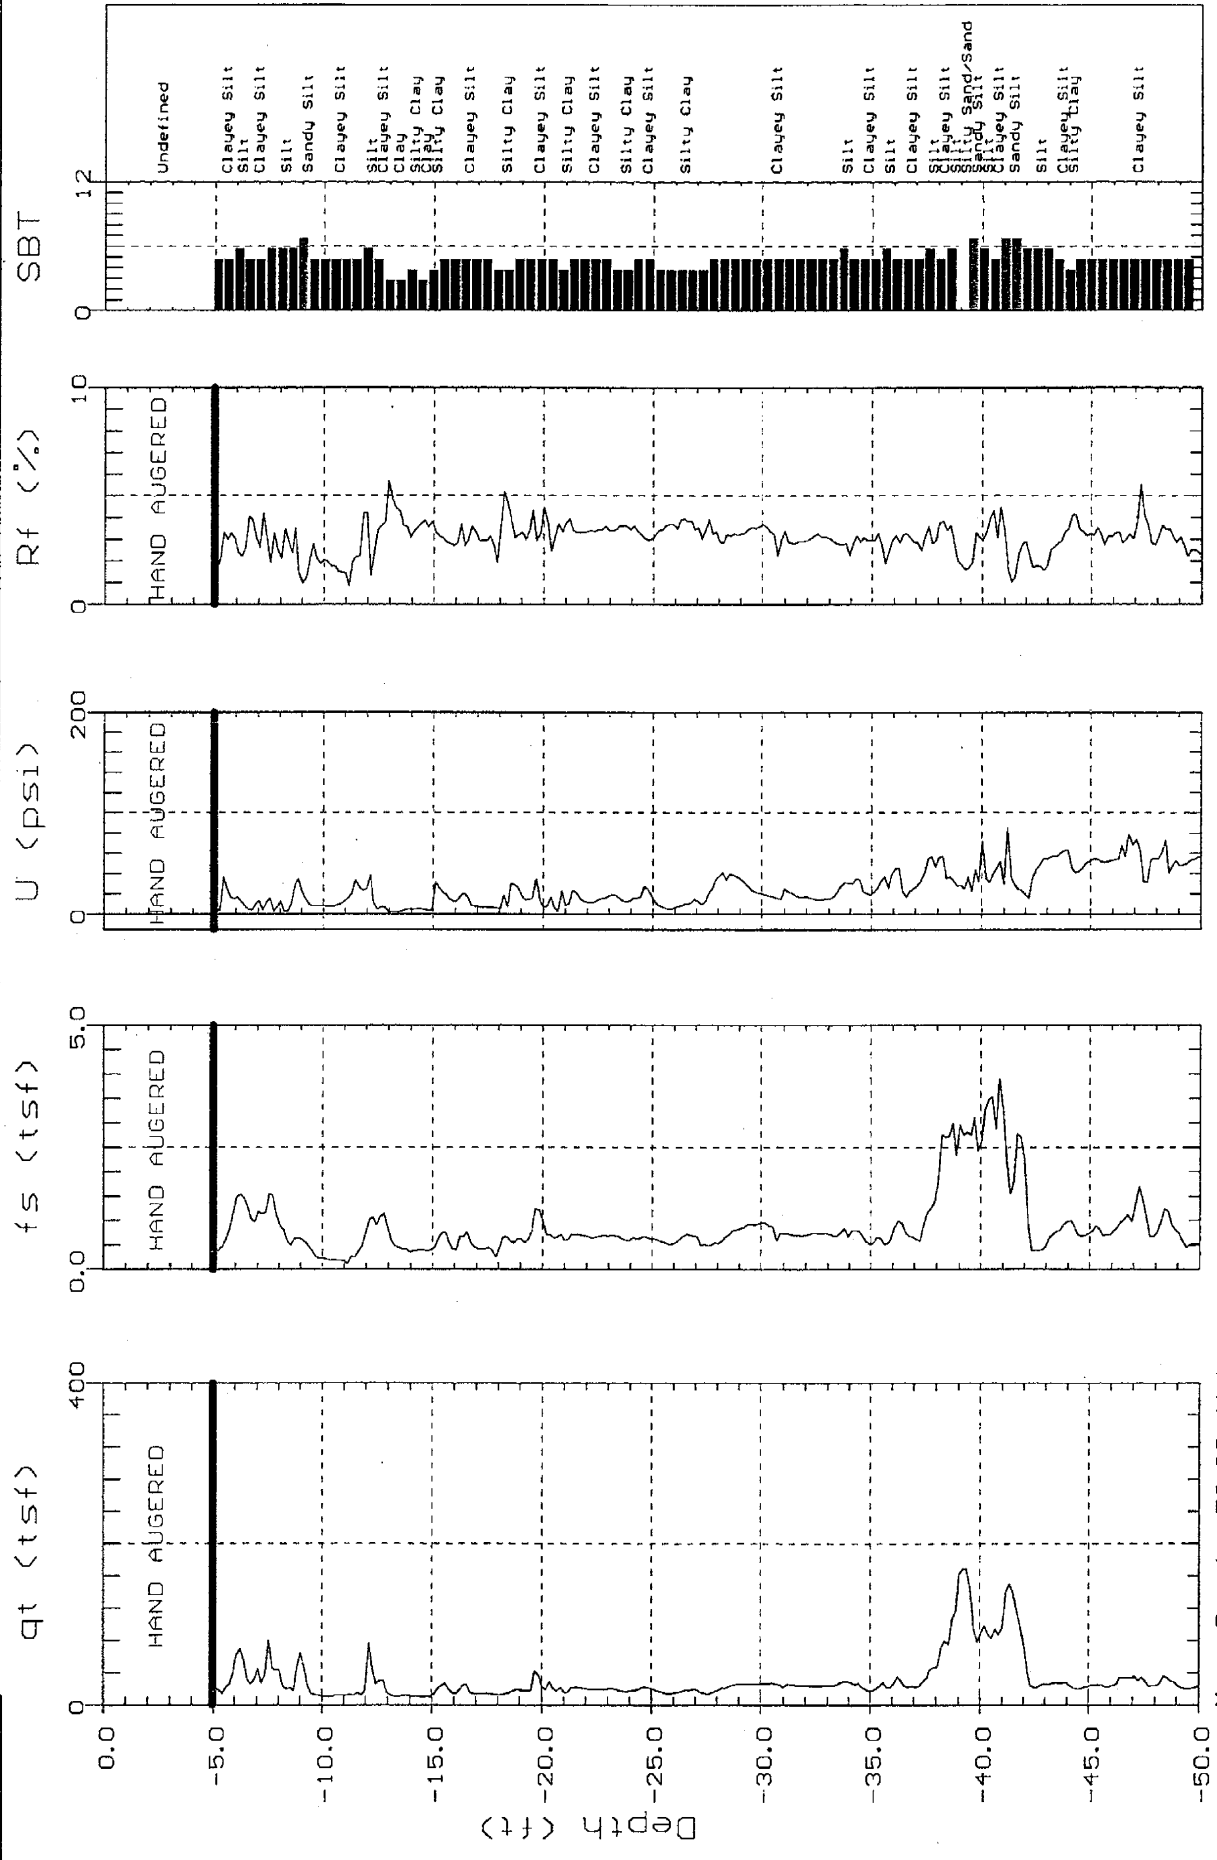 qt (tsf)
fs (tsf)
U (psi)
Rf (%)
SBT
0
400
0.0
5.0
0
200
0
10
0
12
0.0
-5.0
-10.0
-15.0
-20.0
-25.0
-30.0
-35.0
-40.0
-45.0
-50.0
Depth (ft)
HAND AUGERED
HAND AUGERED
HAND AUGERED
HAND AUGERED
Undefined
Clayey Silt
Silt
Clayey Silt
Silt
Sandy Silt
Clayey Silt
Silt
Clayey Silt
Clay
Silty Clay
Clay
Silty Clay
Clayey Silt
Silty Clay
Clayey Silt
Silty Clay
Clayey Silt
Silty Clay
Clayey Silt
Silty Clay
Clayey Silt
Silt
Clayey Silt
Silt
Clayey Silt
Silt
Clayey Silt
Silt
Silty Sand/Sand
Sandy Silt
Silt
Clayey Silt
Sandy Silt
Silt
Clayey Silt
Silty Clay
Clayey Silt